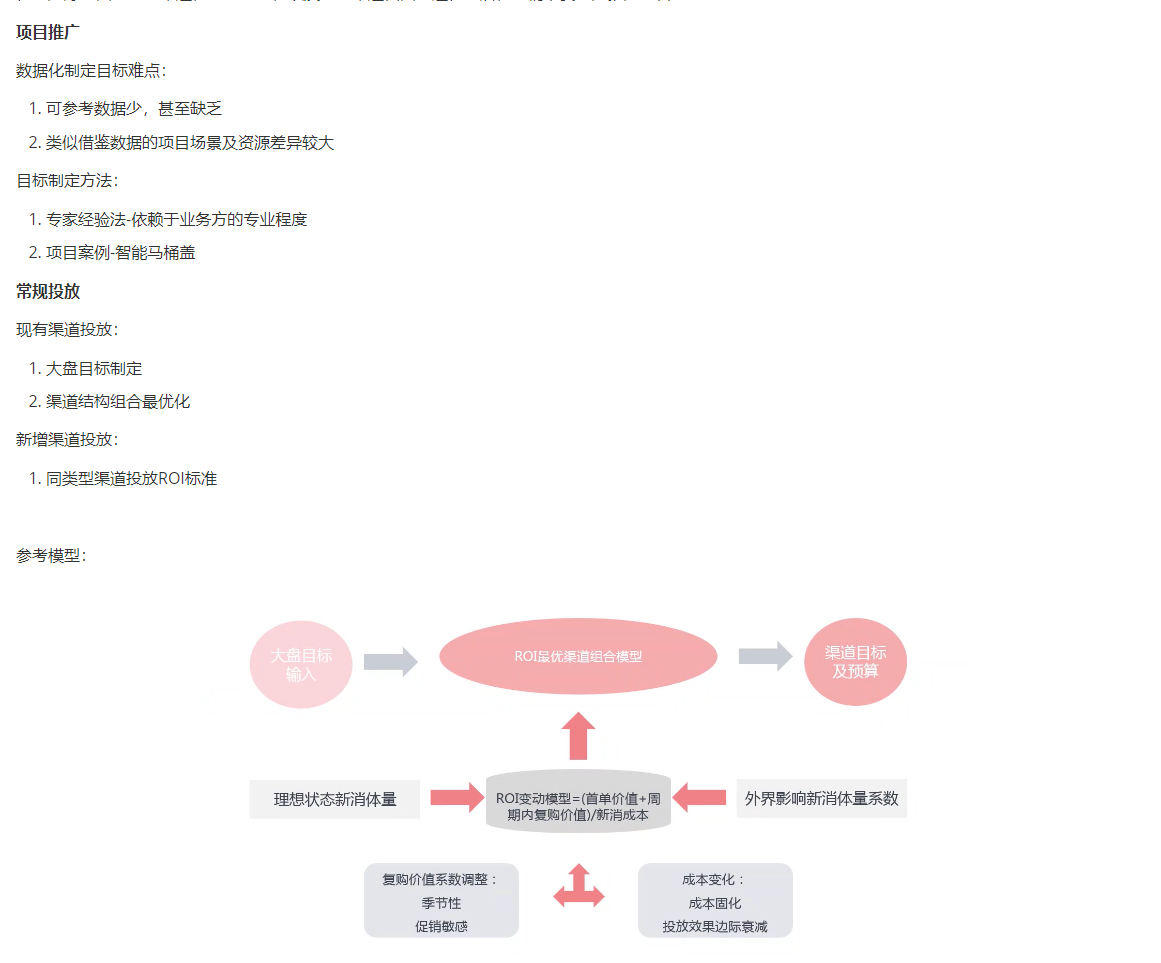 项目推广
数据化制定目标难点：
1. 可参考数据少，甚至缺乏
2. 类似借鉴数据的项目场景及资源差异较大
目标制定方法：
1. 专家经验法-依赖于业务方的专业程度
2. 项目案例-智能马桶盖
常规投放
现有渠道投放：
1. 大盘目标制定
2. 渠道结构组合最优化
新增渠道投放：
1. 同类型渠道投放ROI标准
参考模型：
大盘目标
输入
ROI最优渠道组合模型
渠道目标
及预算
理想状态新消体量
ROI变动模型=(首单价值+周
期内复购价值)/新消成本
外界影响新消体量系数
复购价值系数调整：
季节性
促销敏感
成本变化：
成本固化
投放效果边际衰减